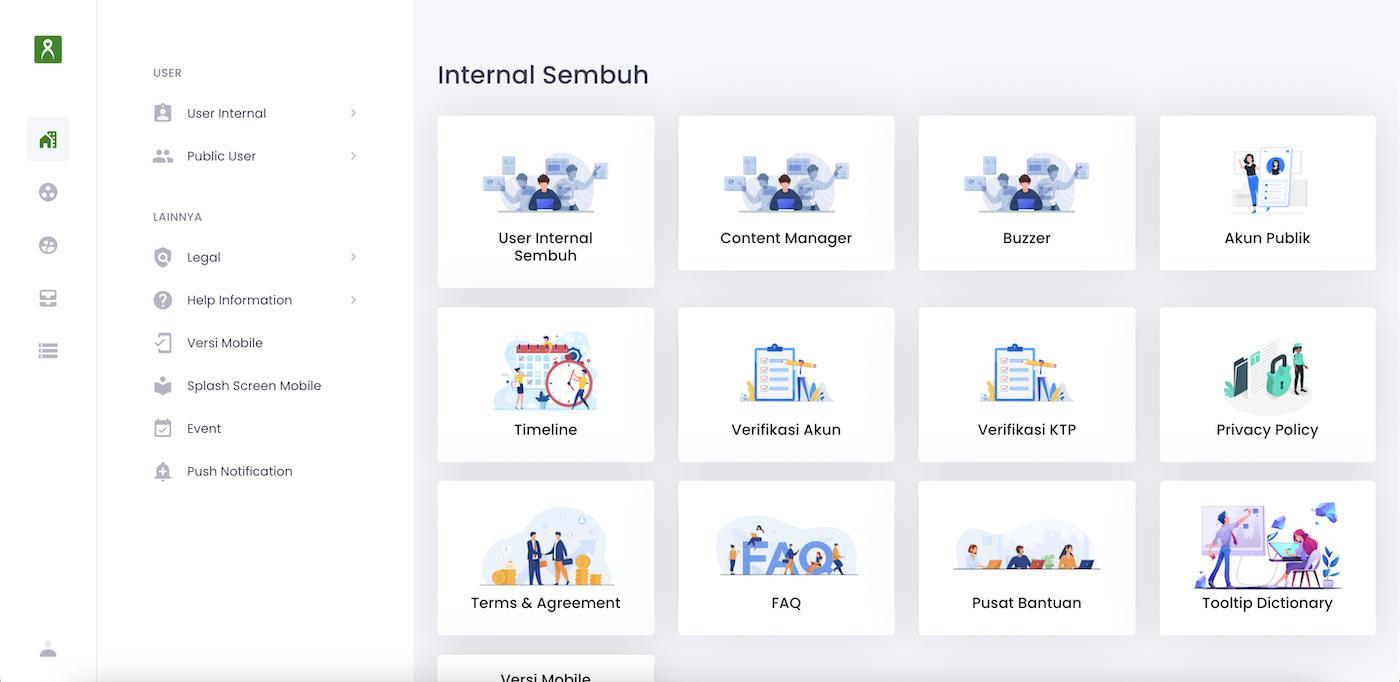 USER
User Internal
Public User
LAINNYA
Legal
Help Information
Versi Mobile
Splash Screen Mobile
Event
Push Notification
Internal Sembuh
User Internal
Sembuh
Content Manager
Buzzer
Akun Publik
Timeline
Verifikasi Akun
Verifikasi KTP
Privacy Policy
Terms & Agreement
FAQ
FAQ
Pusat Bantuan
Tooltip Dictionary
Versi Mobile